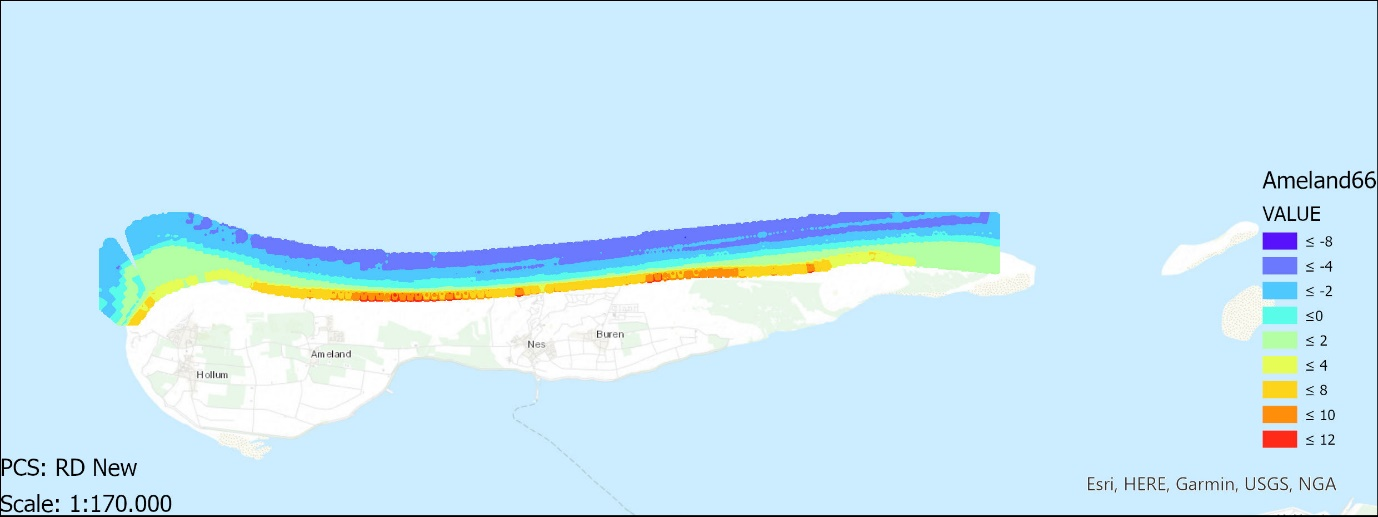 Ameland66
VALUE
≤ -8
≤ -4
≤ -2
≤0
≤ 2
≤ 4
≤ 8
≤ 10
≤ 12
Buren
Nes
Ameland
Hollum
PCS: RD New
Scale: 1:170.000
Esri, HERE, Garmin, USGS, NGA